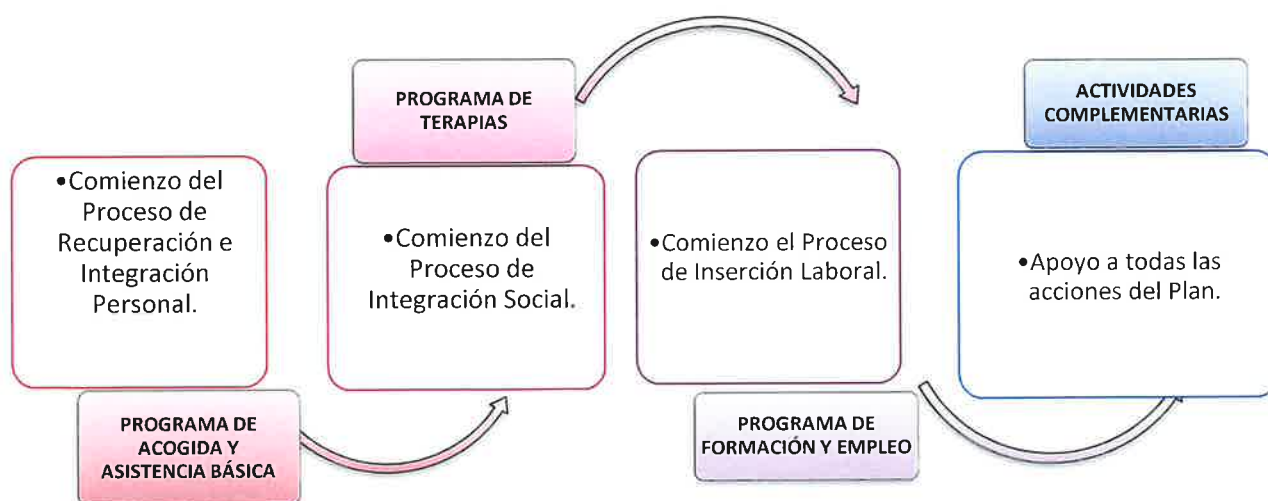 •Comienzo del
Proceso de
Recuperación e
Integración
Personal.
PROGRAMA DE
ACOGIDA Y
ASISTENCIA BÁSICA
PROGRAMA DE
TERAPIAS
•Comienzo del
Proceso de
Integración Social.
•Comienzo el Proceso
de Inserción Laboral.
PROGRAMA DE
FORMACIÓN Y EMPLEO
ACTIVIDADES
COMPLEMENTARIAS
•Apoyo a todas las
acciones del Plan.